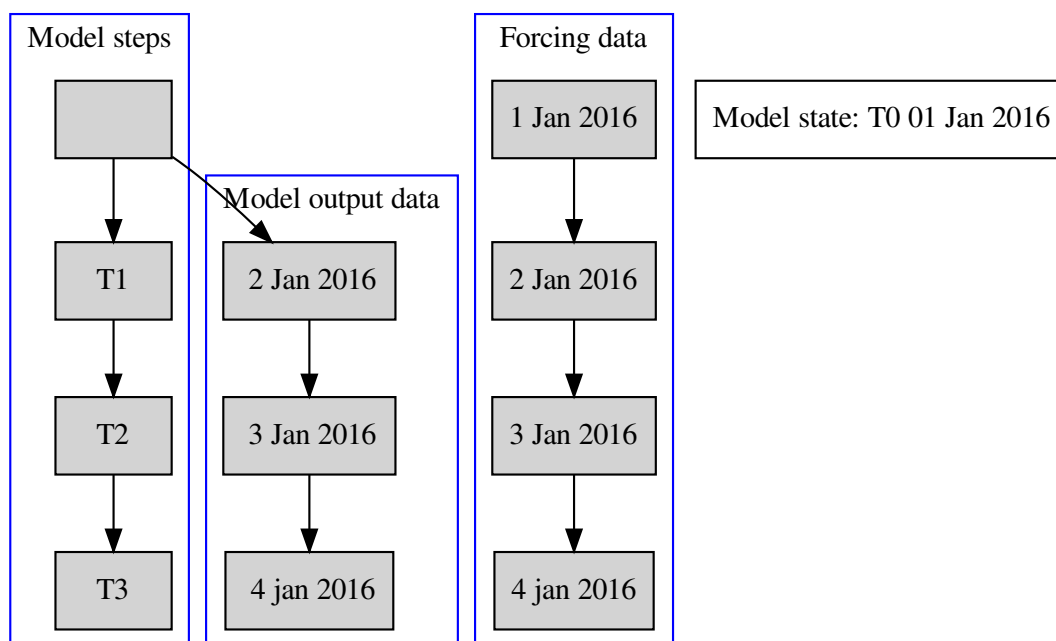 Model steps
T1
T2
T3
Model output data
2 Jan 2016
3 Jan 2016
4 jan 2016
Forcing data
1 Jan 2016
2 Jan 2016
3 Jan 2016
4 jan 2016
Model state: T0 01 Jan 2016